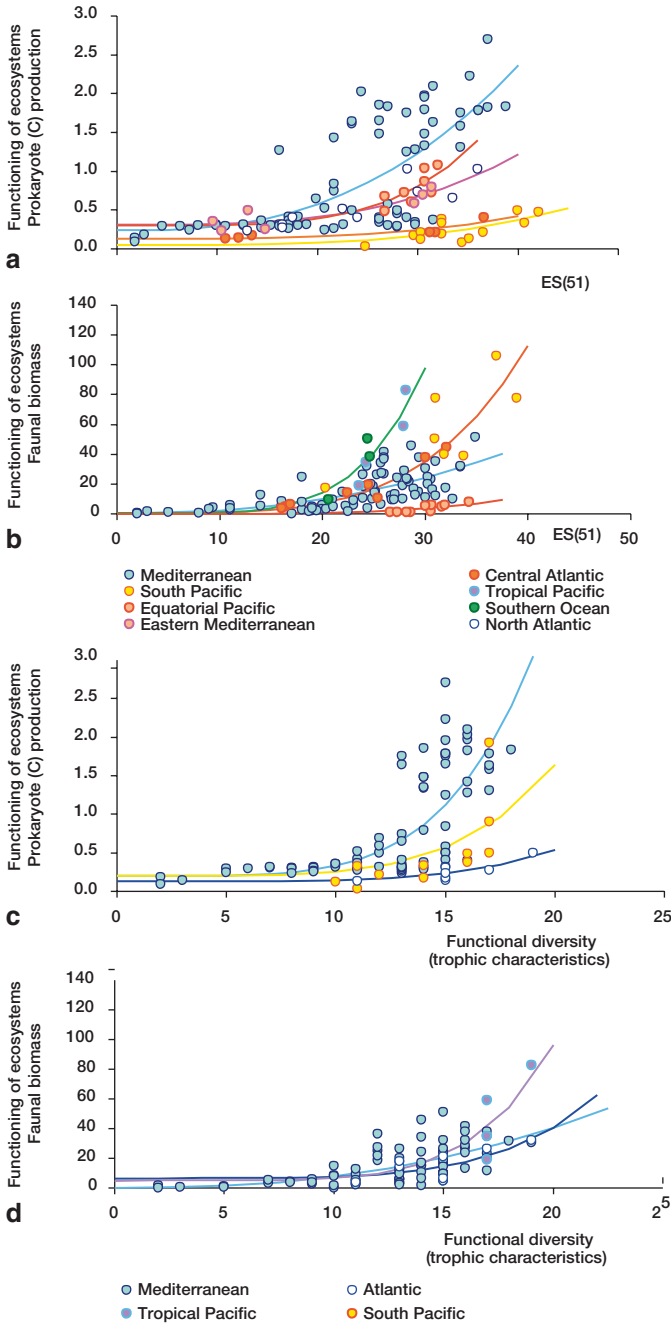 Functioning of ecosystems
Prokaryote (C) production
3.0
2.5
2.0
1.5
1.0
0.5
0.0
a
ES(51)
Functioning of ecosystems
Faunal biomass
140
120
100
80
60
40
20
0
0 10 20 30 40 50
ES(51)
b
Mediterranean
South Pacific
Equatorial Pacific
Eastern Mediterranean
Central Atlantic
Tropical Pacific
Southern Ocean
North Atlantic
Functioning of ecosystems
Prokaryote (C) production
3.0
2.5
2.0
1.5
1.0
0.5
0.0
0 5 10 15 20 25
c
Functional diversity
(trophic characteristics)
Functioning of ecosystems
Faunal biomass
140
120
100
80
60
40
20
0
0 5 10 15 20 25
d
Functional diversity
(trophic characteristics)
Mediterranean
Tropical Pacific
Atlantic
South Pacific